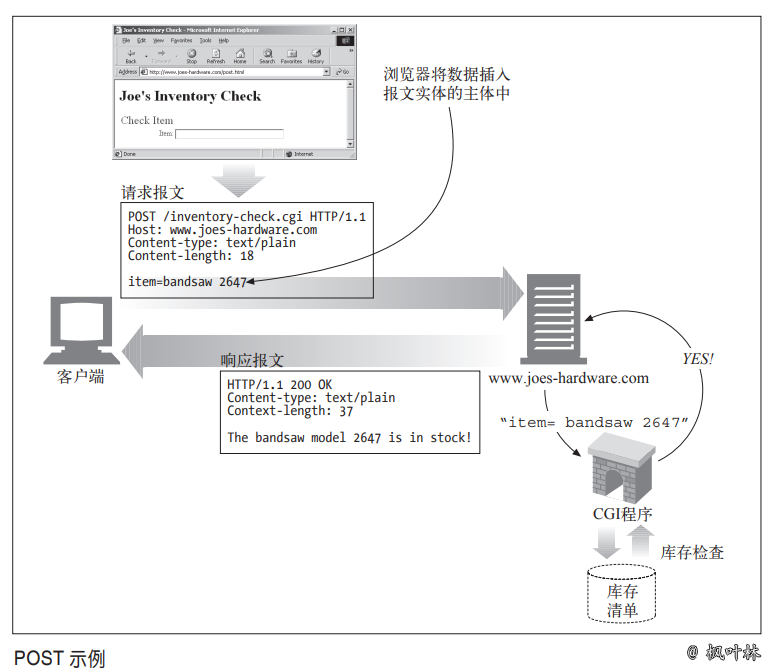 Joe's Inventory Check - Microsoft Internet Explorer
File Edit View Favorites Tools Help
Back Forward Stop Refresh Home Search Favorites History
Address http://www.joes-hardware.com/post.html Go
Joe's Inventory Check
Check Item
Item:
Done Internet
浏览器将数据插入
报文实体的主体中
请求报文
POST /inventory-check.cgi HTTP/1.1
Host: www.joes-hardware.com
Content-type: text/plain
Content-length: 18
item=bandsaw 2647
客户端
响应报文
HTTP/1.1 200 OK
Content-type: text/plain
Context-length: 37
The bandsaw model 2647 is in stock!
www.joes-hardware.com
YES!
“item= bandsaw 2647”
CGI程序
库存检查
库存
清单
POST 示例
@ 枫叶林